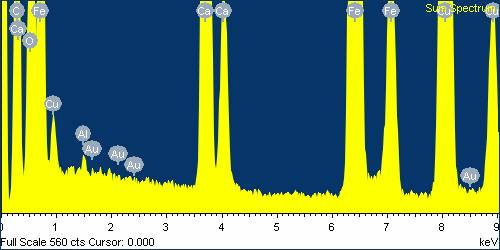 Sum Spectrum
C Fe Ca Ca Fe Fe Cu Cu
Ca
O
Cu
Al
Au
Au
Au
Au
0 1 2 3 4 5 6 7 8 9
Full Scale 560 cts Cursor: 0.000 keV